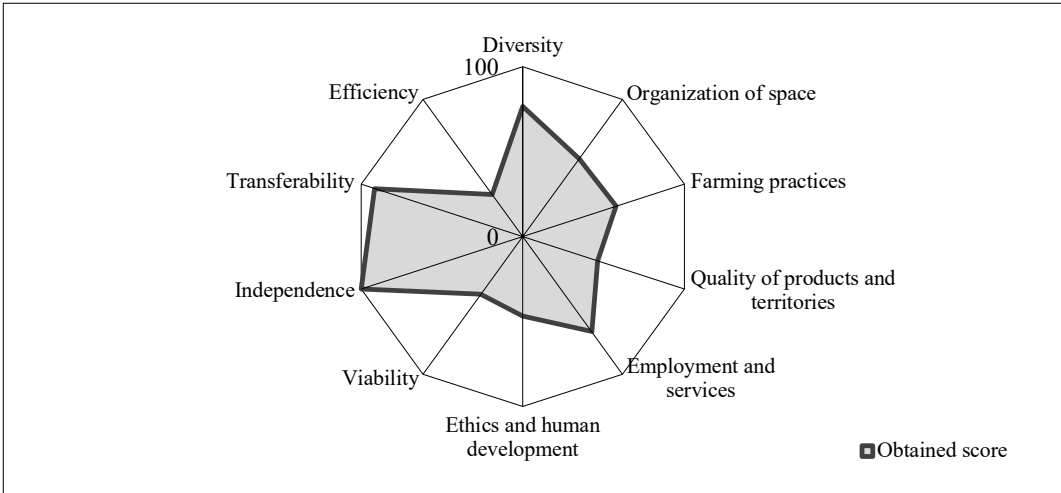 Diversity
100
Organization of space
Efficiency
Farming practices
Transferability
0
Quality of products and
territories
Independence
Employment and
services
Viability
Ethics and human
development
Obtained score